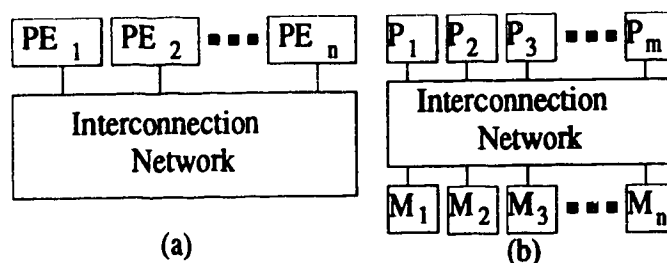 PE 1 PE 2 ■■■ PE n
Interconnection
Network
(a)
P1 P2 P3 ■■■ Pm
Interconnection
Network
M1 M2 M3 ■■■ Mn
(b)